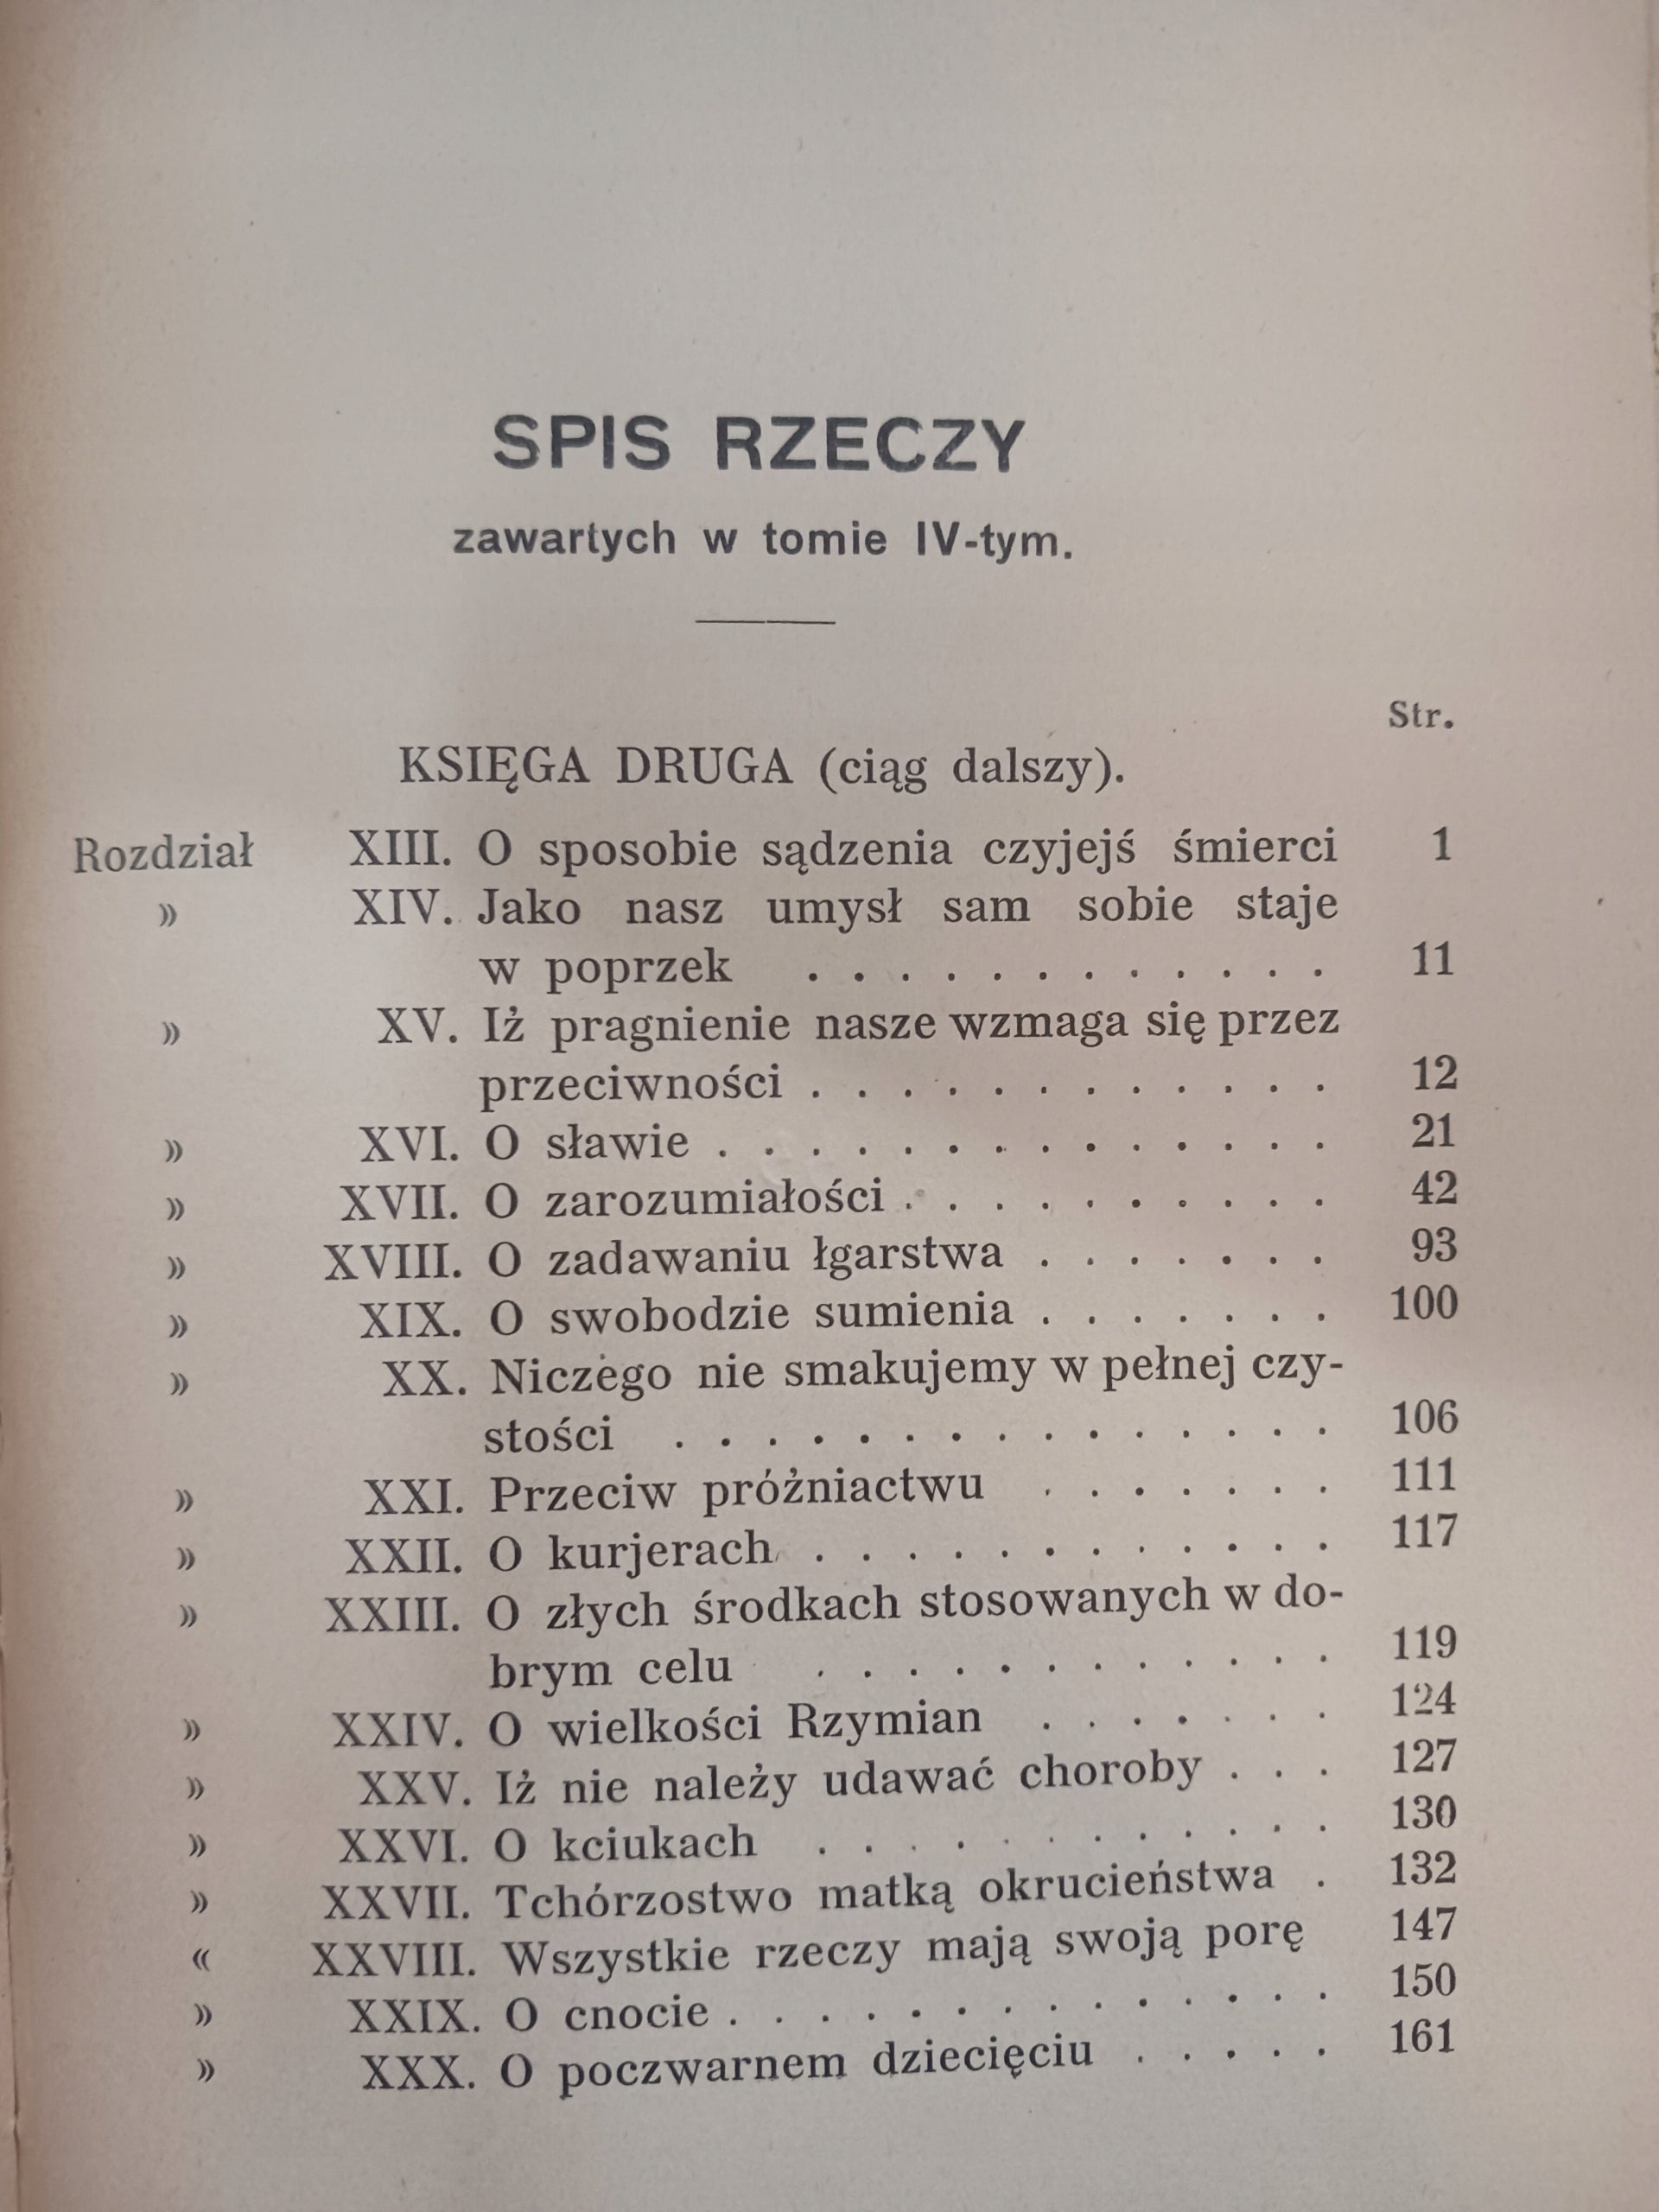 SPIS RZECZY
zawartych w tomie IV-tym.
Str.
KSIĘGA DRUGA (ciąg dalszy).
Rozdział XIII. O sposobie sądzenia czyjejś śmierci 1
» XIV. Jako nasz umysł sam sobie staje
w poprzek . . . . . . . . . . . . 11
» XV. Iż pragnienie nasze wzmaga się przez
przeciwności . . . . . . . . . . . . 12
» XVI. O sławie . . . . . . . . . . . . . . 21
» XVII. O zarozumiałości . . . . . . . . . . 42
» XVIII. O zadawaniu łgarstwa . . . . . . . 93
» XIX. O swobodzie sumienia . . . . . . . 100
» XX. Niczego nie smakujemy w pełnej czy-
stości . . . . . . . . . . . . . . . 106
» XXI. Przeciw próżniactwu . . . . . . . 111
» XXII. O kurjerach . . . . . . . . . . . . 117
» XXIII. O złych środkach stosowanych w do-
brym celu . . . . . . . . . . . . 119
» XXIV. O wielkości Rzymian . . . . . . . 124
» XXV. Iż nie należy udawać choroby . . . 127
» XXVI. O kciukach . . . . . . . . . . . . 130
» XXVII. Tchórzostwo matką okrucieństwa . 132
« XXVIII. Wszystkie rzeczy mają swoją porę 147
» XXIX. O cnocie . . . . . . . . . . . . . . 150
» XXX. O poczwarnem dziecięciu . . . . . 161